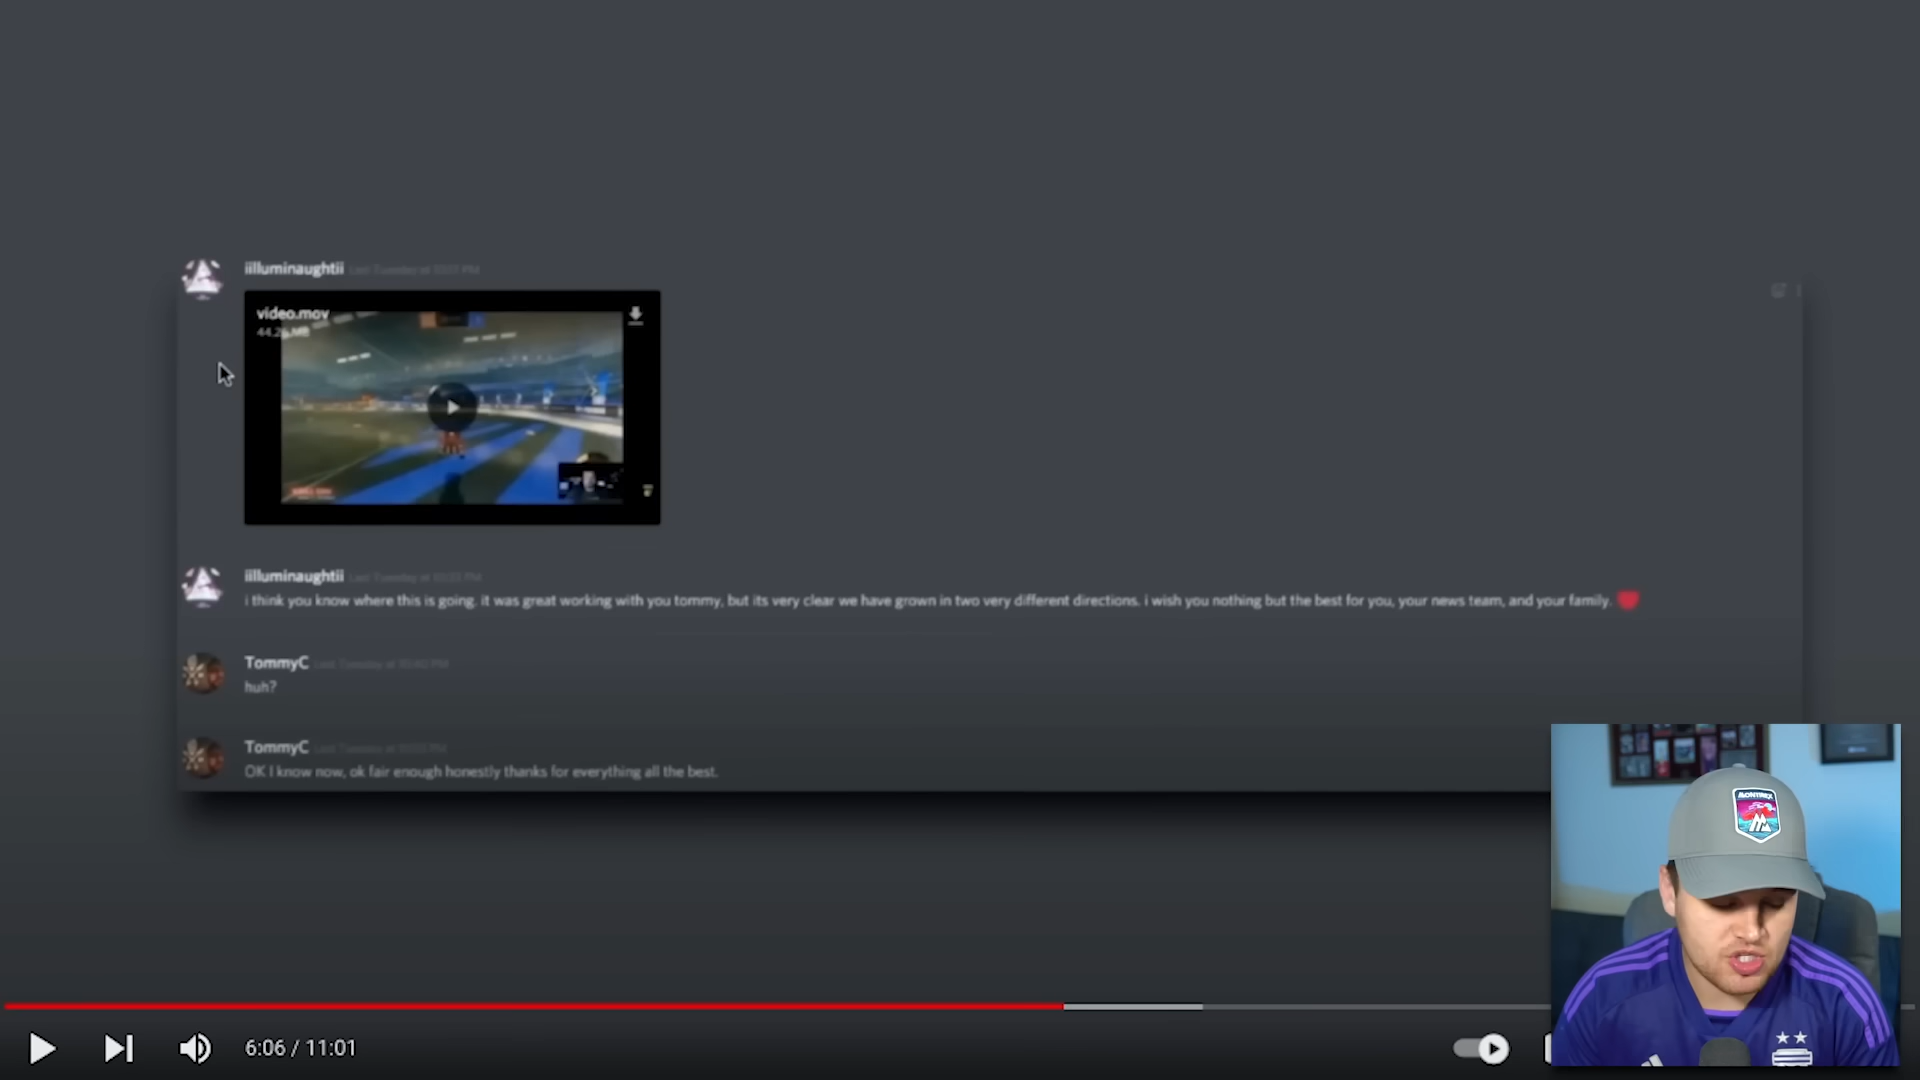 iilluminaughtii
video.mov
iilluminaughtii
i think you know where this is going. it was great working with you tommy, but its very clear we have grown in two very different directions. i wish you nothing but the best for you, your news team, and your family.
TommyC
huh?
TommyC
OK I know now, ok fair enough honestly thanks for everything all the best.
MONTIREX
6:06 / 11:01